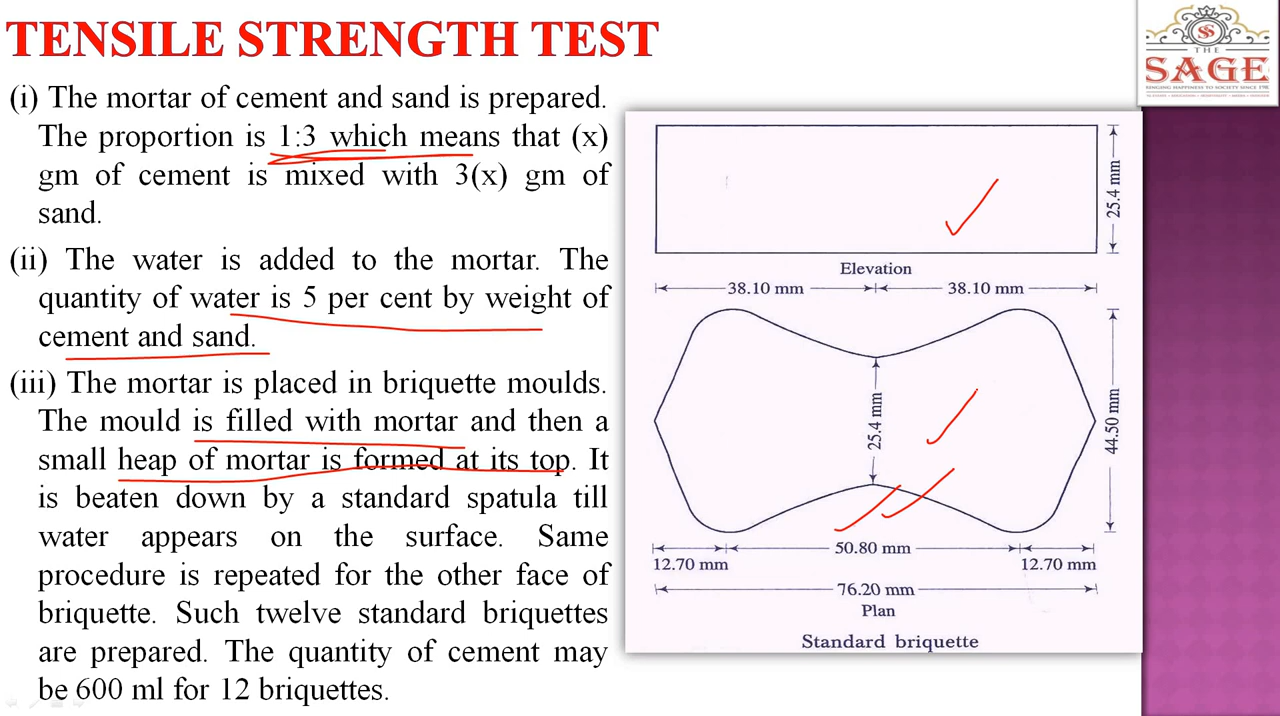 TENSILE STRENGTH TEST
SS
THE
SAGE
(i) The mortar of cement and sand is prepared.
The proportion is 1:3 which means that (x)
gm of cement is mixed with 3(x) gm of
sand.
(ii) The water is added to the mortar. The
quantity of water is 5 per cent by weight of
cement and sand.
(iii) The mortar is placed in briquette moulds.
The mould is filled with mortar and then a
small heap of mortar is formed at its top. It
is beaten down by a standard spatula till
water appears on the surface. Same
procedure is repeated for the other face of
briquette. Such twelve standard briquettes
are prepared. The quantity of cement may
be 600 ml for 12 briquettes.
25.4 mm
Elevation
38.10 mm 38.10 mm
25.4 mm
44.50 mm
50.80 mm
12.70 mm 12.70 mm
76.20 mm
Plan
Standard briquette